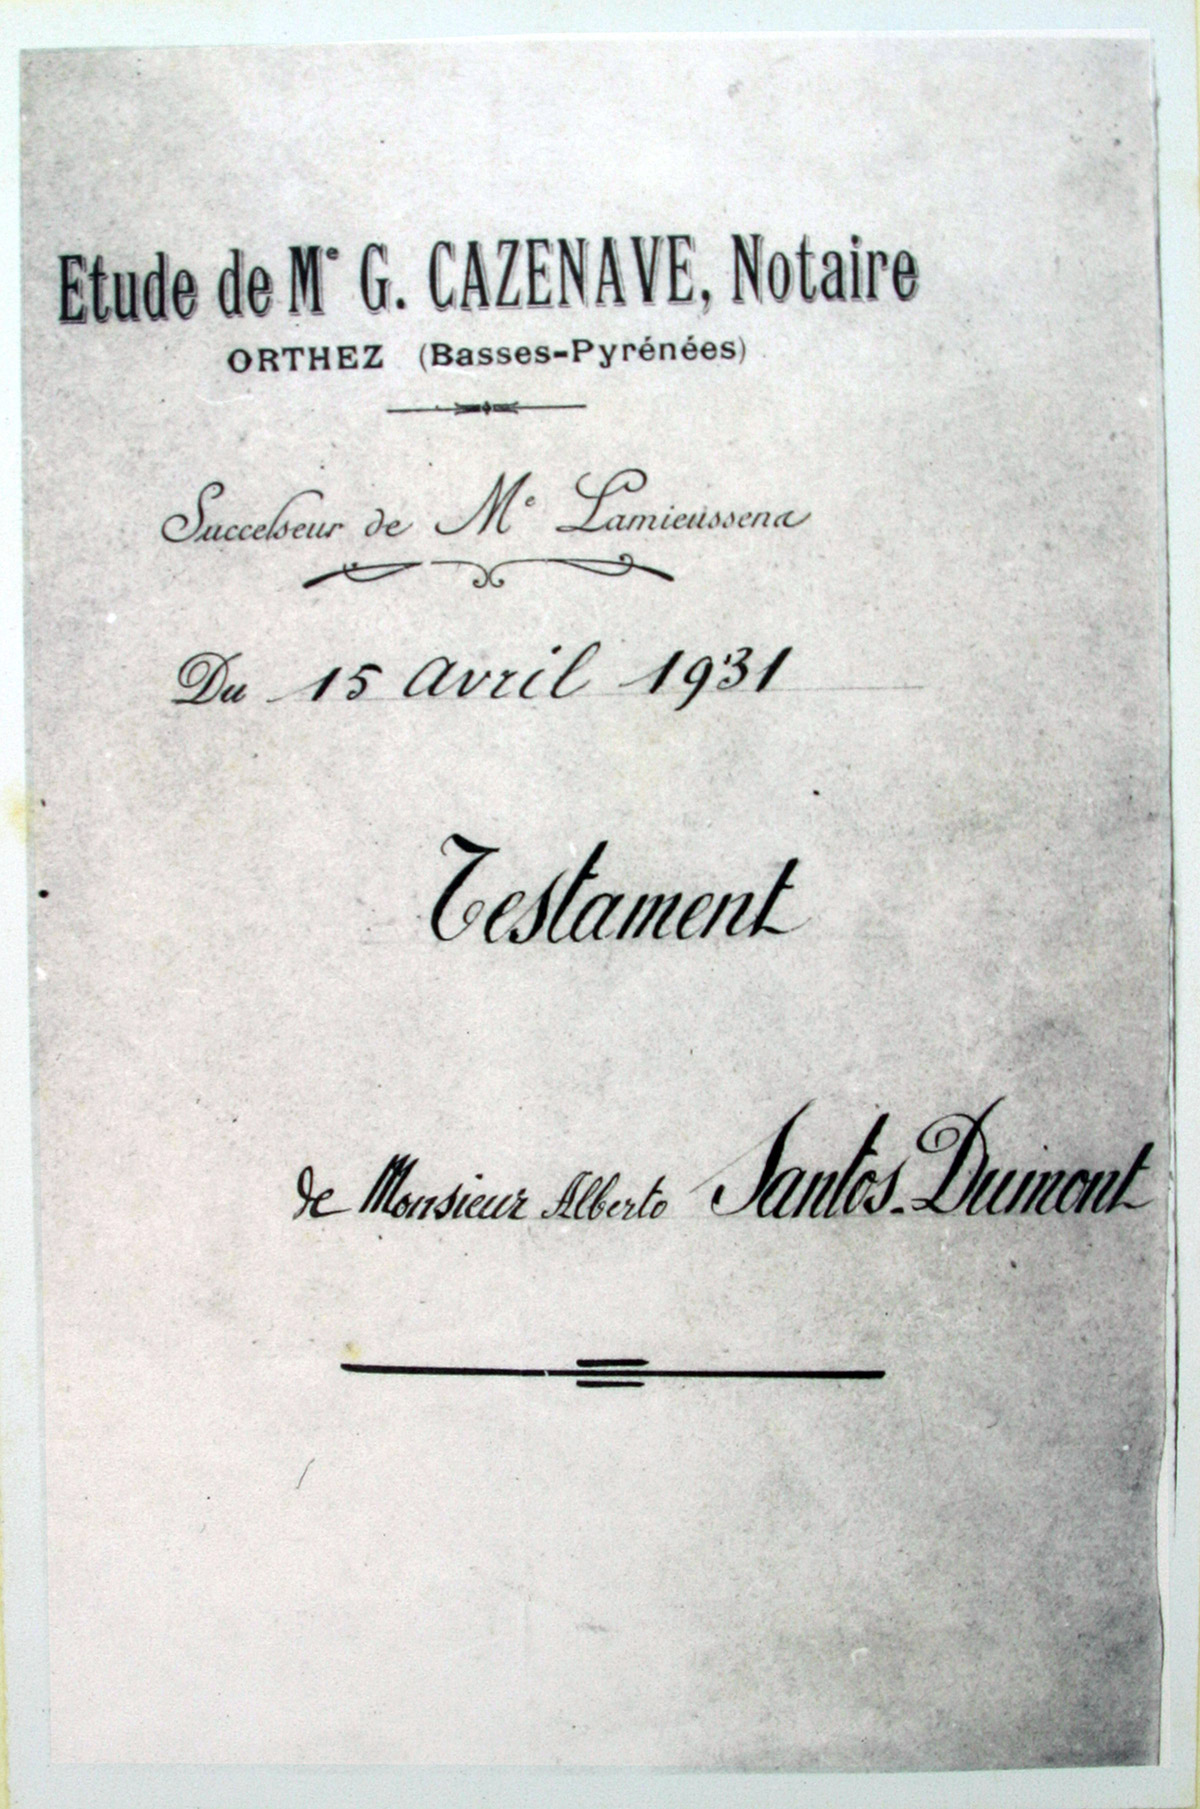 Etude de Mᵉ G. CAZENAVE, Notaire
ORTHEZ (Basses-Pyrénées)
Successeur de Mᵉ Lamieussens
Du 15 avril 1931
Testament
de Monsieur Alberto Santos-Dumont